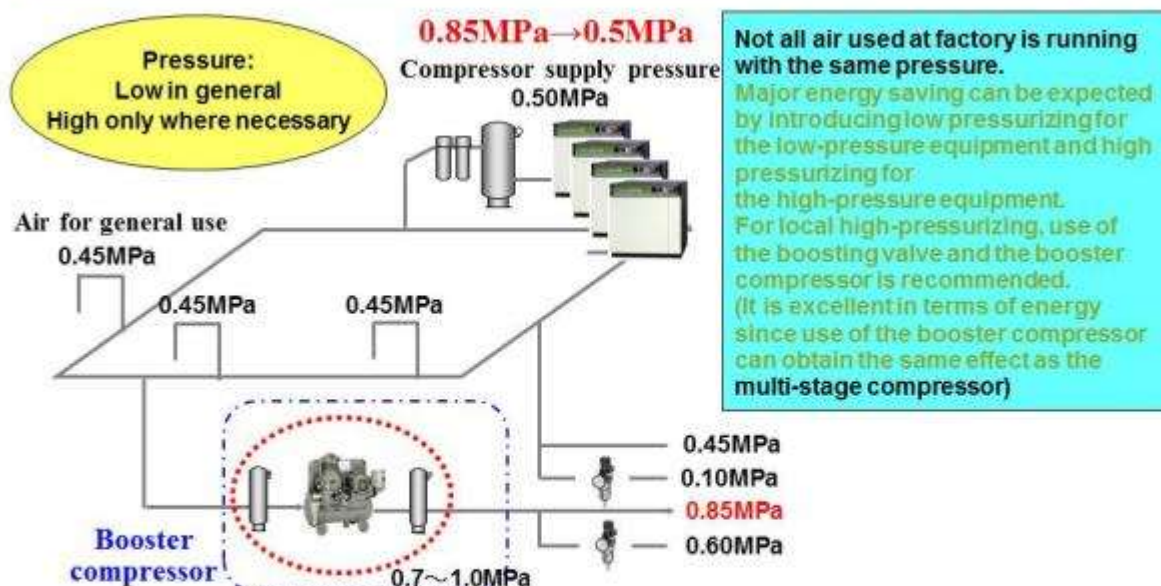 Pressure:
Low in general
High only where necessary
0.85MPa→0.5MPa
Compressor supply pressure
0.50MPa
Not all air used at factory is running
with the same pressure.
Major energy saving can be expected
by introducing low pressurizing for
the low-pressure equipment and high
pressurizing for
the high-pressure equipment.
For local high-pressurizing, use of
the boosting valve and the booster
compressor is recommended.
(It is excellent in terms of energy
since use of the booster compressor
can obtain the same effect as the
multi-stage compressor)
Air for general use
0.45MPa
0.45MPa
0.45MPa
0.45MPa
0.10MPa
0.85MPa
0.60MPa
Booster
compressor
0.7～1.0MPa